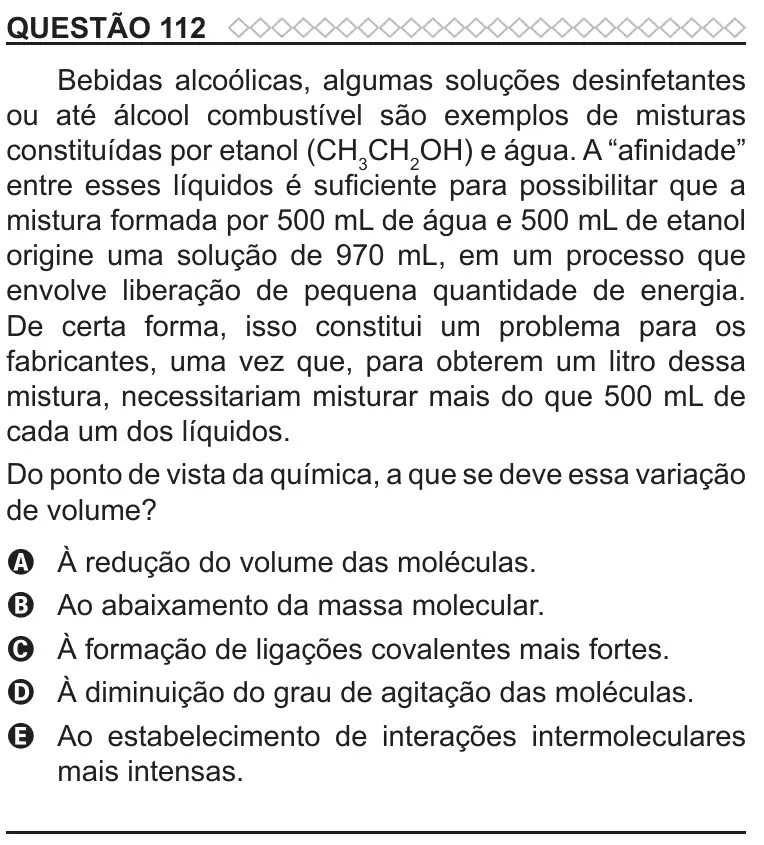 QUESTÃO 112
Bebidas alcoólicas, algumas soluções desinfetantes
ou até álcool combustível são exemplos de misturas
constituídas por etanol (CH₃CH₂OH) e água. A “afinidade”
entre esses líquidos é suficiente para possibilitar que a
mistura formada por 500 mL de água e 500 mL de etanol
origine uma solução de 970 mL, em um processo que
envolve liberação de pequena quantidade de energia.
De certa forma, isso constitui um problema para os
fabricantes, uma vez que, para obterem um litro dessa
mistura, necessitariam misturar mais do que 500 mL de
cada um dos líquidos.
Do ponto de vista da química, a que se deve essa variação
de volume?
A À redução do volume das moléculas.
B Ao abaixamento da massa molecular.
C À formação de ligações covalentes mais fortes.
D À diminuição do grau de agitação das moléculas.
E Ao estabelecimento de interações intermoleculares
mais intensas.